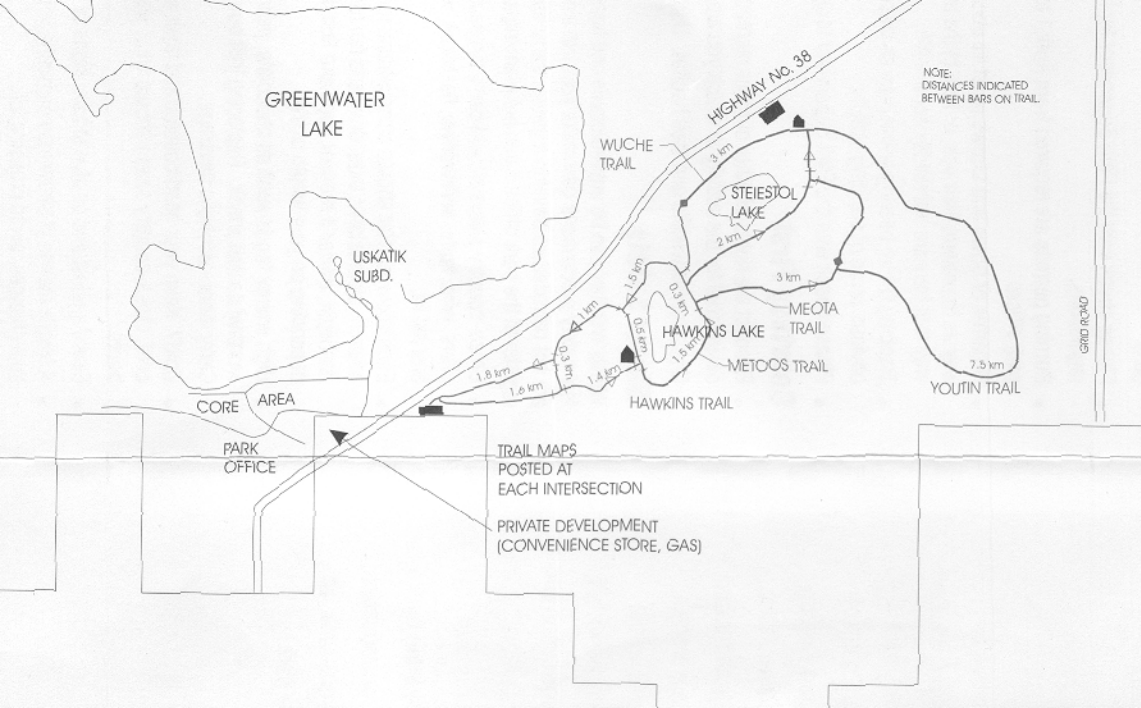 GREENWATER
LAKE
HIGHWAY No. 38
NOTE:
DISTANCES INDICATED
BETWEEN BARS ON TRAIL.
WUCHE
TRAIL
3 km
STEIESTOL
LAKE
2 km
USKATIK
SUBD.
1.5 km
0.3 km
3 km
MEOTA
TRAIL
GRID ROAD
1 km
0.5 km
HAWKINS LAKE
1.5 km
METOOS TRAIL
0.3 km
1.8 km
1.6 km
1.4 km
HAWKINS TRAIL
7.5 km
YOUTIN TRAIL
CORE AREA
PARK
OFFICE
TRAIL MAPS
POSTED AT
EACH INTERSECTION
PRIVATE DEVELOPMENT
(CONVENIENCE STORE, GAS)